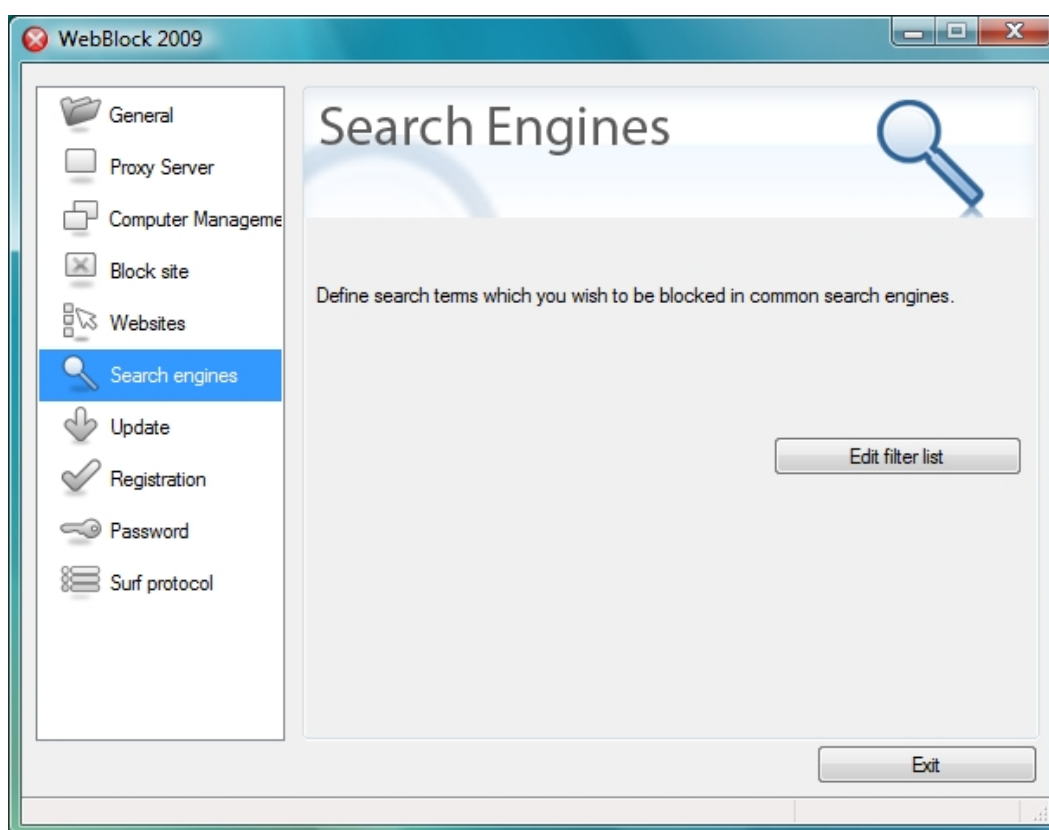 WebBlock 2009
General
Proxy Server
Computer Manageme
Block site
Websites
Search engines
Update
Registration
Password
Surf protocol
Search Engines
Define search terms which you wish to be blocked in common search engines.
Edit filter list
Exit